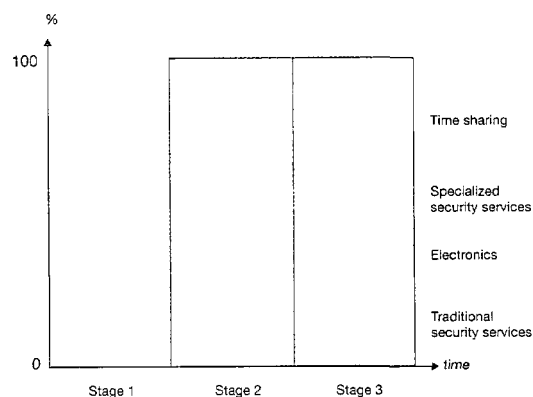 %
100
Time sharing
Specialized
security services
Electronics
Traditional
security services
0
time
Stage 1 Stage 2 Stage 3